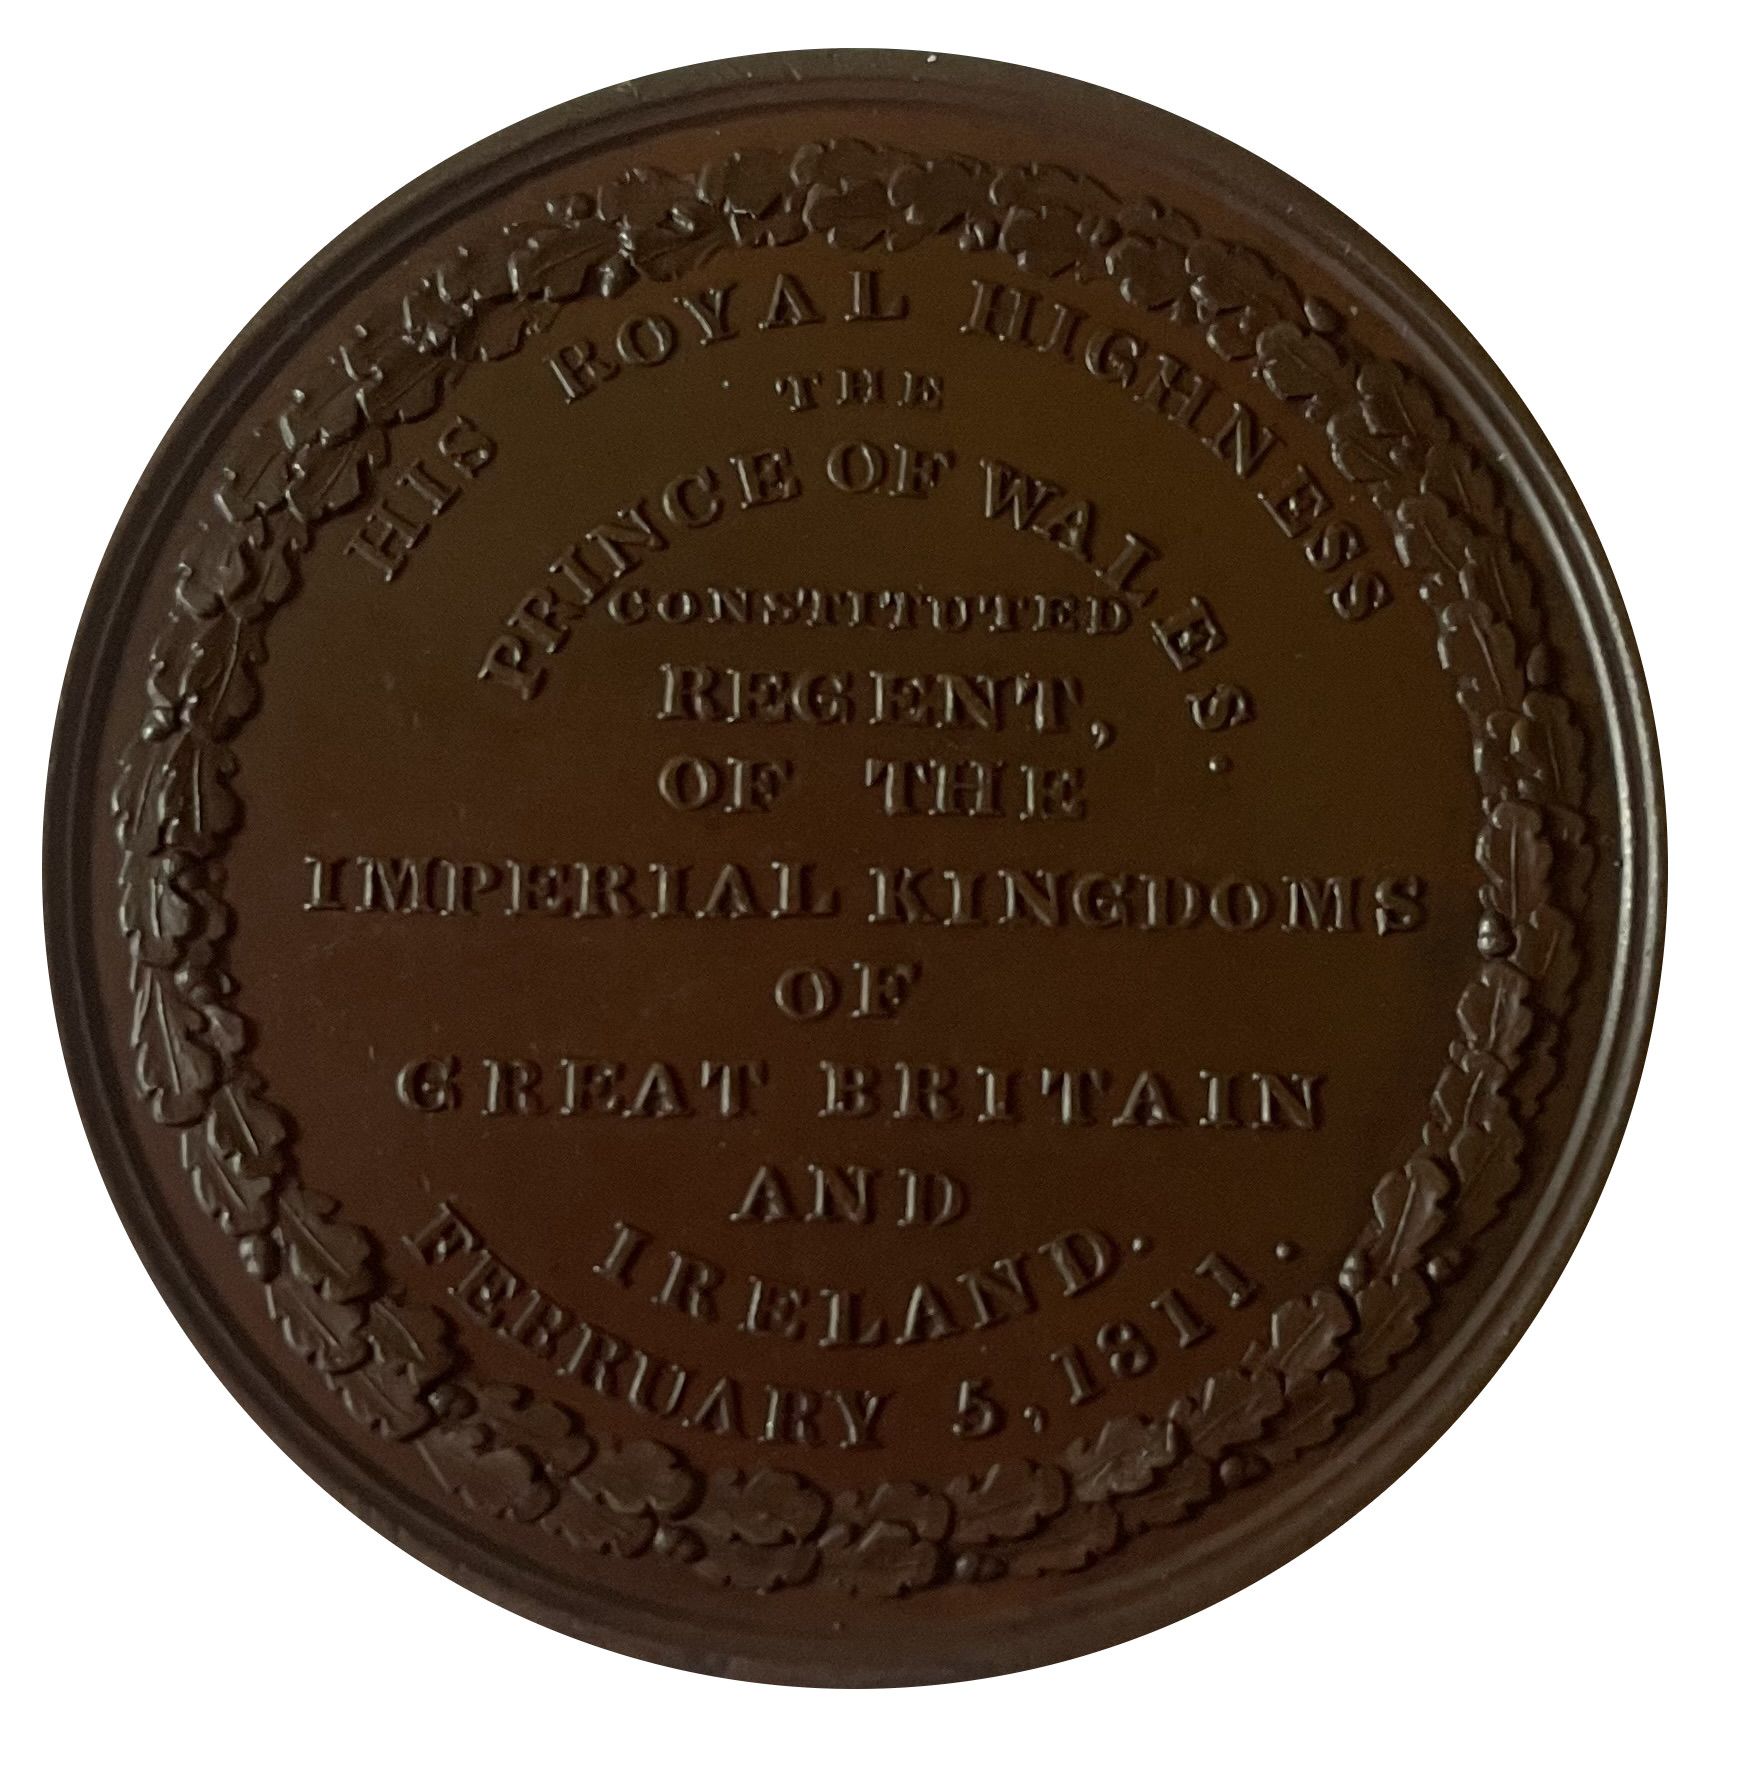 HIS ROYAL HIGHNESS
THE
PRINCE OF WALES.
CONSTITUTED
REGENT,
OF THE
IMPERIAL KINGDOMS
OF
GREAT BRITAIN
AND
IRELAND.
FEBRUARY 5, 1811.